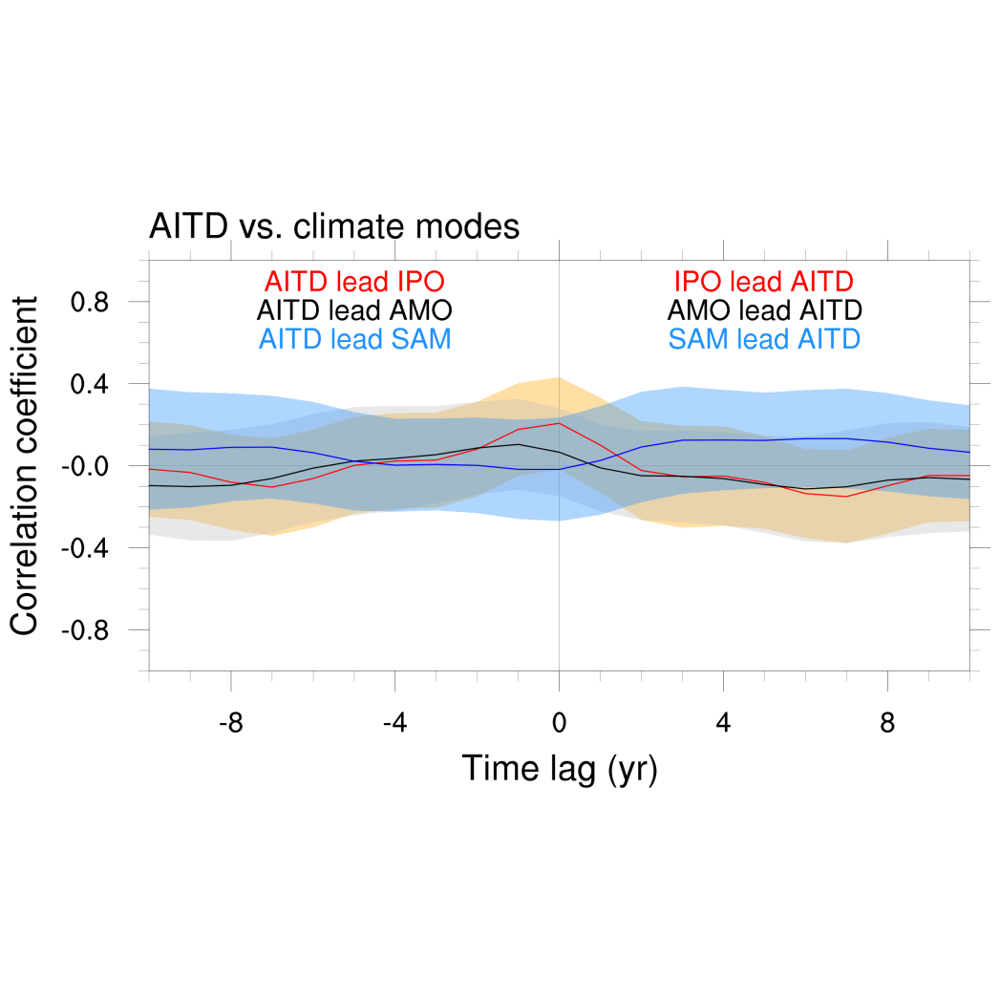 AITD vs. climate modes
AITD lead IPO
IPO lead AITD
AITD lead AMO
AMO lead AITD
AITD lead SAM
SAM lead AITD
Correlation coefficient
0.8
0.4
-0.0
-0.4
-0.8
-8 -4 0 4 8
Time lag (yr)